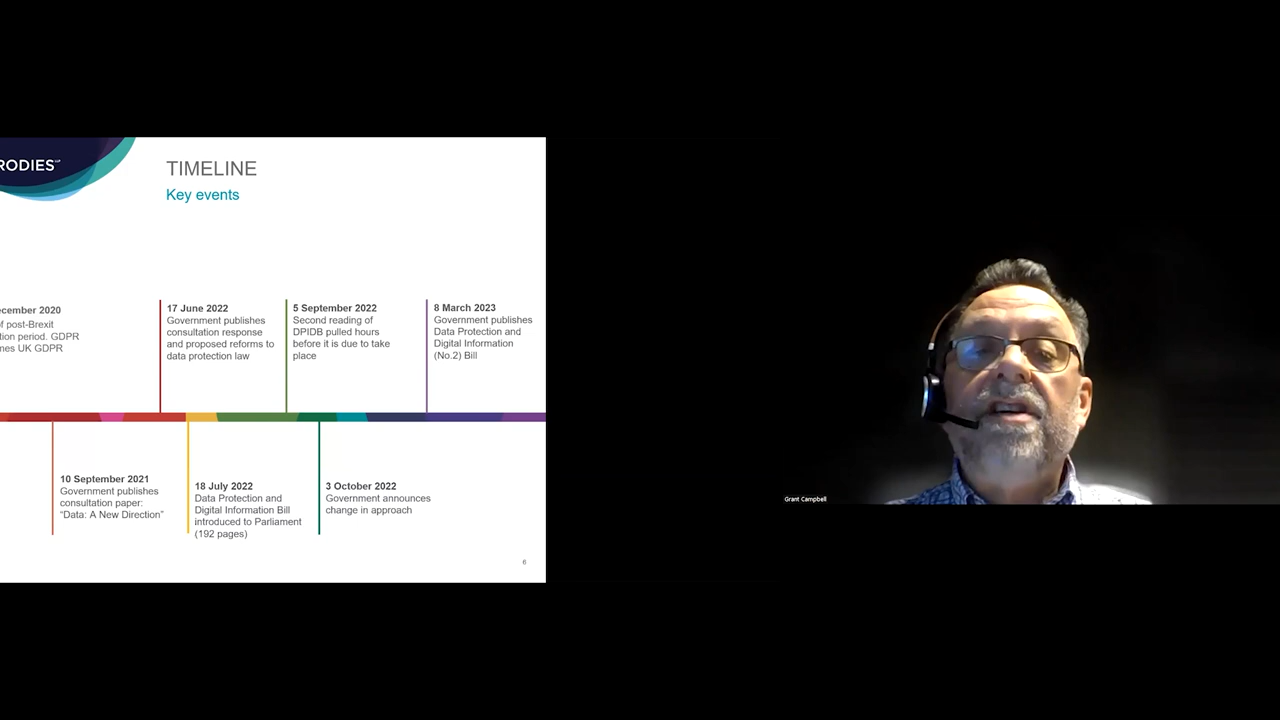 RODIES LLP
TIMELINE
Key events
ecember 2020
f post-Brexit
tion period. GDPR
mes UK GDPR
17 June 2022
Government publishes
consultation response
and proposed reforms to
data protection law
5 September 2022
Second reading of
DPIDB pulled hours
before it is due to take
place
8 March 2023
Government publishes
Data Protection and
Digital Information
(No.2) Bill
10 September 2021
Government publishes
consultation paper:
“Data: A New Direction”
18 July 2022
Data Protection and
Digital Information Bill
introduced to Parliament
(192 pages)
3 October 2022
Government announces
change in approach
6
Grant Campbell